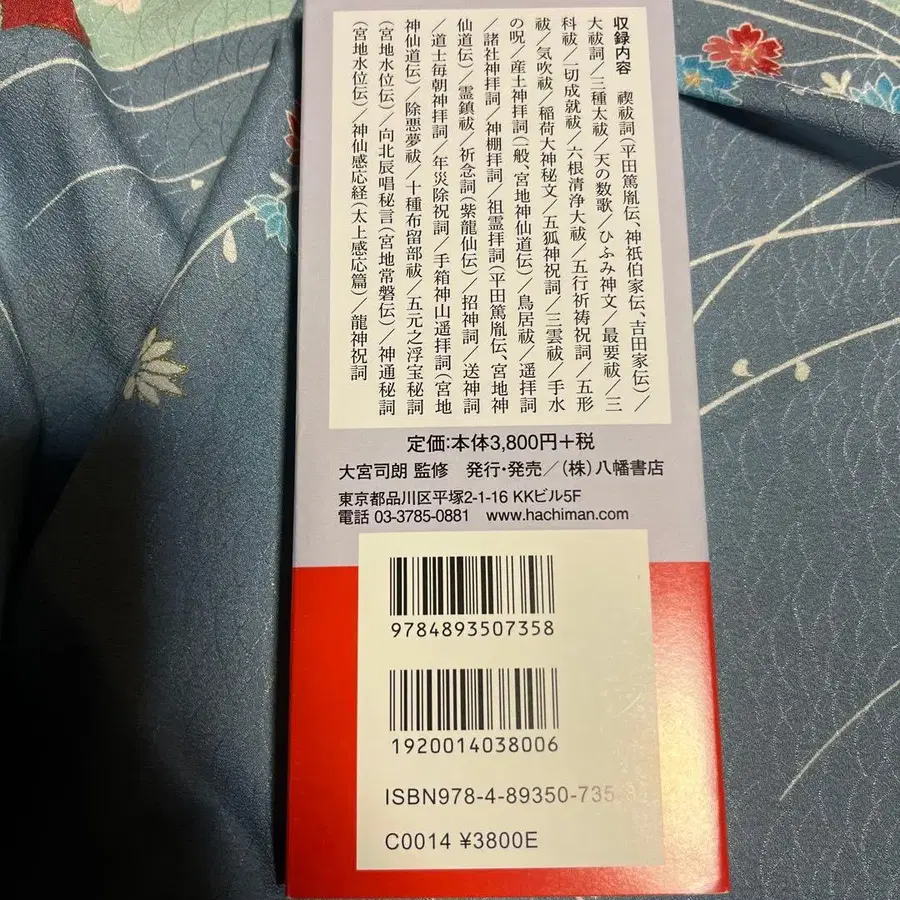 収録内容　禊祓詞(平田篤胤伝、神祇伯家伝、吉田家伝)／
大祓詞／三種太祓／天の数歌／ひふみ神文／最要祓／三
科祓／一切成就祓／六根清浄大祓／五行祈祷祝詞／五形
祓／気吹祓／稲荷大神秘文／五狐神祝詞／三雲祓／手水
の呪／産土神拝詞(一般、宮地神仙道伝)／鳥居祓／遥拝詞
／諸社神拝詞／神棚拝詞／祖霊拝詞(平田篤胤伝、宮地神
仙道伝)／霊鎮祓／祈念詞(紫龍仙伝)／招神詞／送神詞
／道士毎朝神拝詞／年災除祝詞／手箱神山遥拝詞(宮地
神仙道伝)／除悪夢祓／十種布留部祓／五元之浮宝秘詞
(宮地水位伝)／向北辰唱秘言(宮地常磐伝)／神通秘詞
(宮地水位伝)／神仙感応経(太上感応篇)／龍神祝詞
定価:本体3,800円+税
大宮司朗 監修　発行・発売／(株)八幡書店
東京都品川区平塚2-1-16 KKビル5F
電話 03-3785-0881　www.hachiman.com
9784893507358
1920014038006
ISBN978-4-89350-735
C0014 ¥3800E